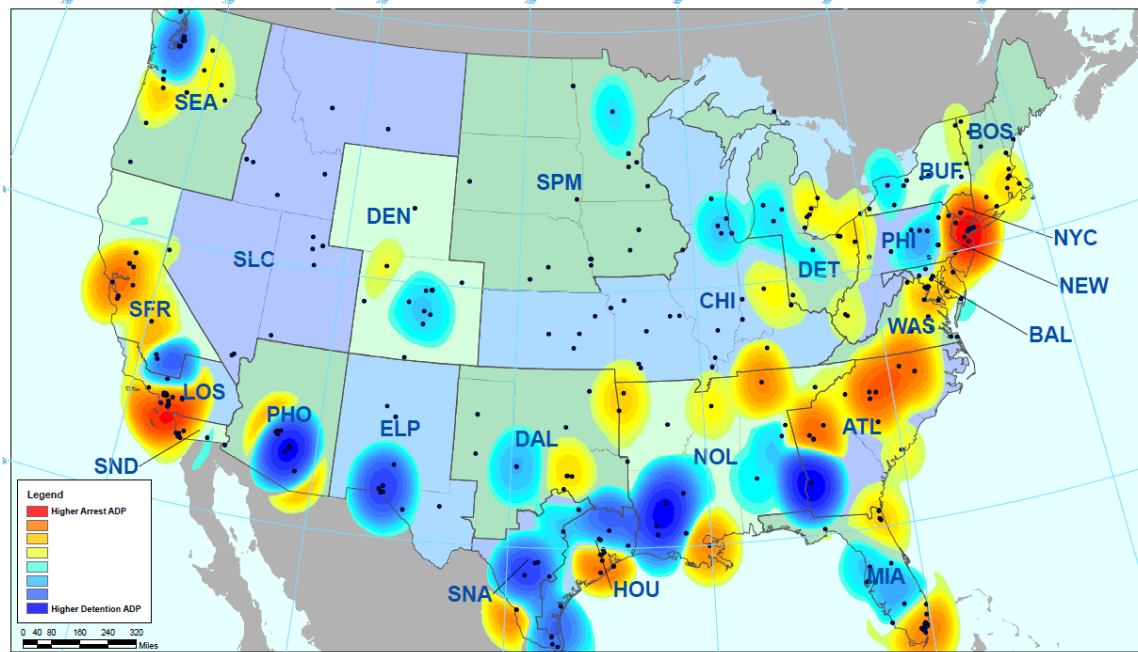 SEA
BOS
BUF
SPM
DEN
NYC
PHI
SLC
DET
NEW
CHI
SFR
WAS
BAL
LOS
PHO
ELP
DAL
ATL
NOL
SND
MIA
SNA
HOU
Legend
Higher Arrest ADP
Higher Detention ADP
0 40 80 160 240 320
Miles